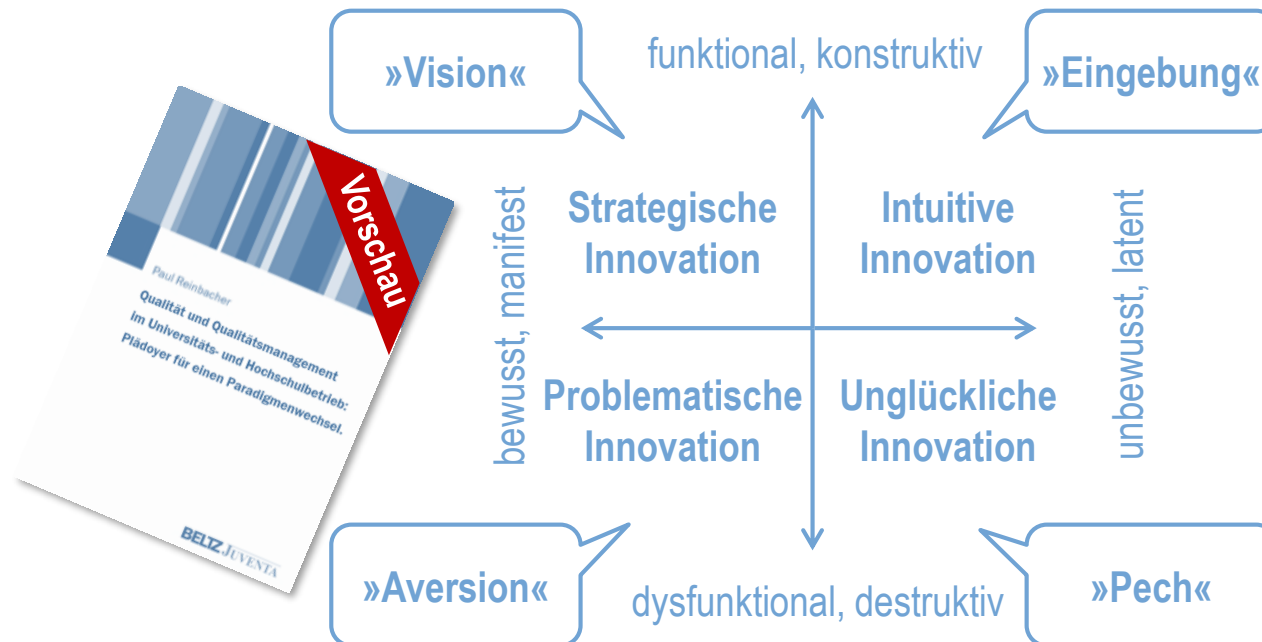 »Vision«
funktional, konstruktiv
»Eingebung«
Vorschau
Paul Reinbacher
Qualität und Qualitätsmanagement
im Universitäts- und Hochschulbetrieb:
Plädoyer für einen Paradigmenwechsel.
BELTZ JUVENTA
bewusst, manifest
Strategische
Innovation
Intuitive
Innovation
unbewusst, latent
Problematische
Innovation
Unglückliche
Innovation
»Aversion«
dysfunktional, destruktiv
»Pech«